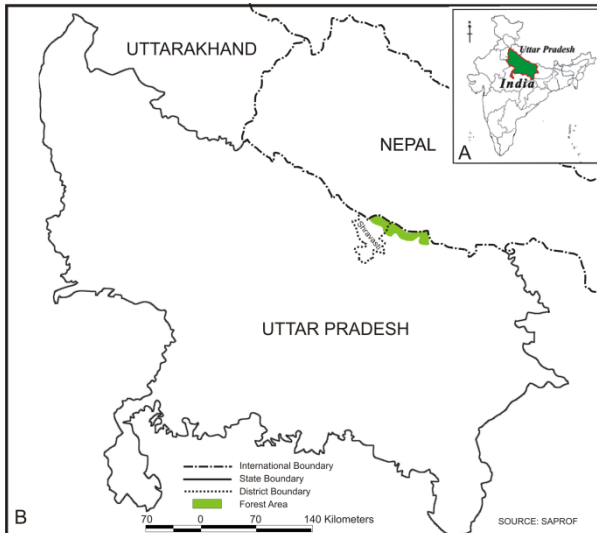 UTTARAKHAND
Uttar Pradesh
India
A
NEPAL
Shravasti
UTTAR PRADESH
International Boundary
State Boundary
District Boundary
Forest Area
B
70 0 70 140 Kilometers
SOURCE: SAPROF